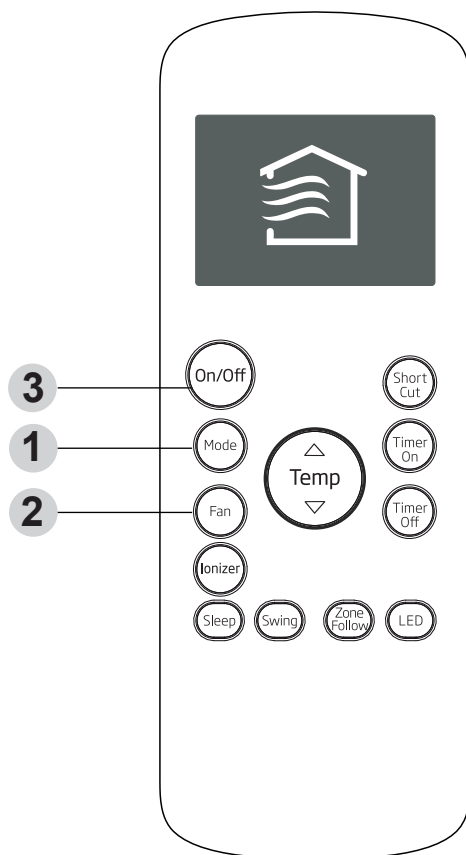 3
On/Off
Short
Cut
1
Mode
Temp
Timer
On
2
Fan
Timer
Off
Ionizer
Sleep
Swing
Zone
Follow
LED